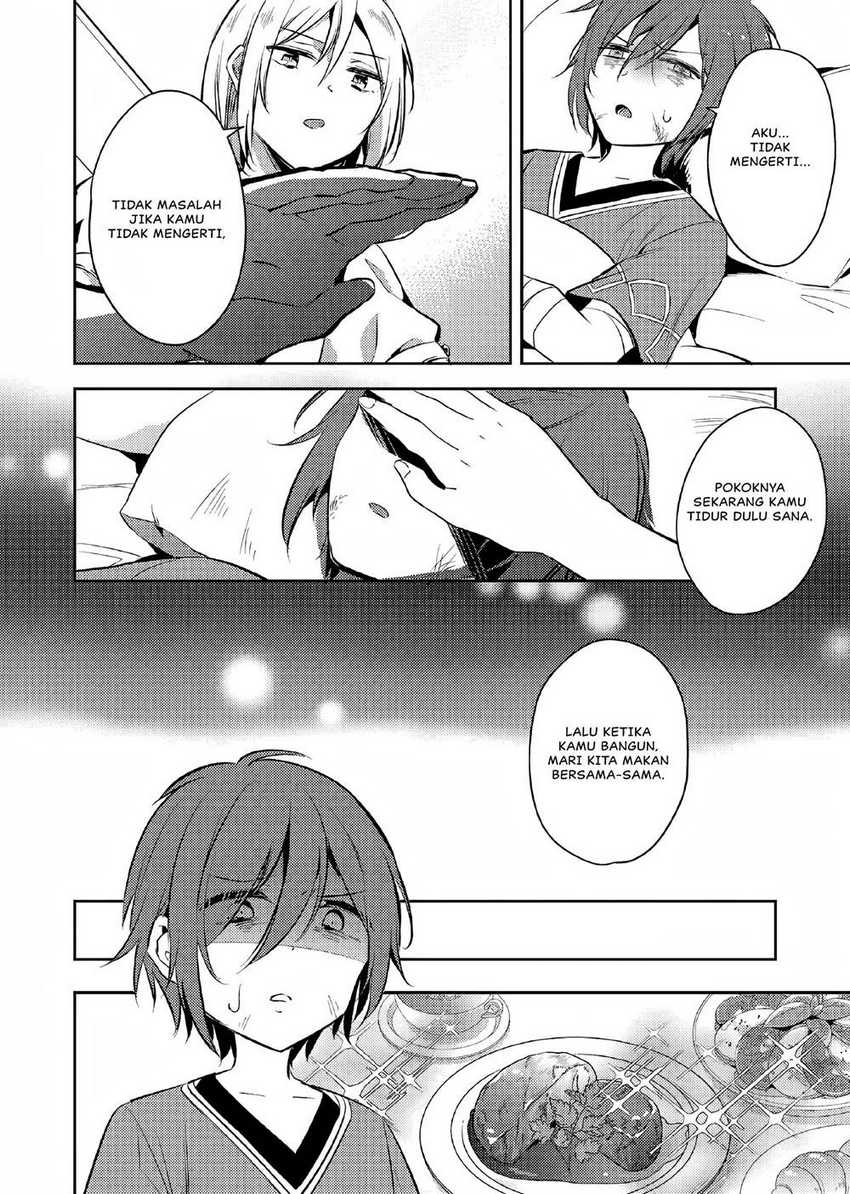 AKU...
TIDAK
MENGERTI...
TIDAK MASALAH
JIKA KAMU
TIDAK MENGERTI,
POKOKNYA
SEKARANG KAMU
TIDUR DULU SANA.
LALU KETIKA
KAMU BANGUN,
MARI KITA MAKAN
BERSAMA-SAMA.